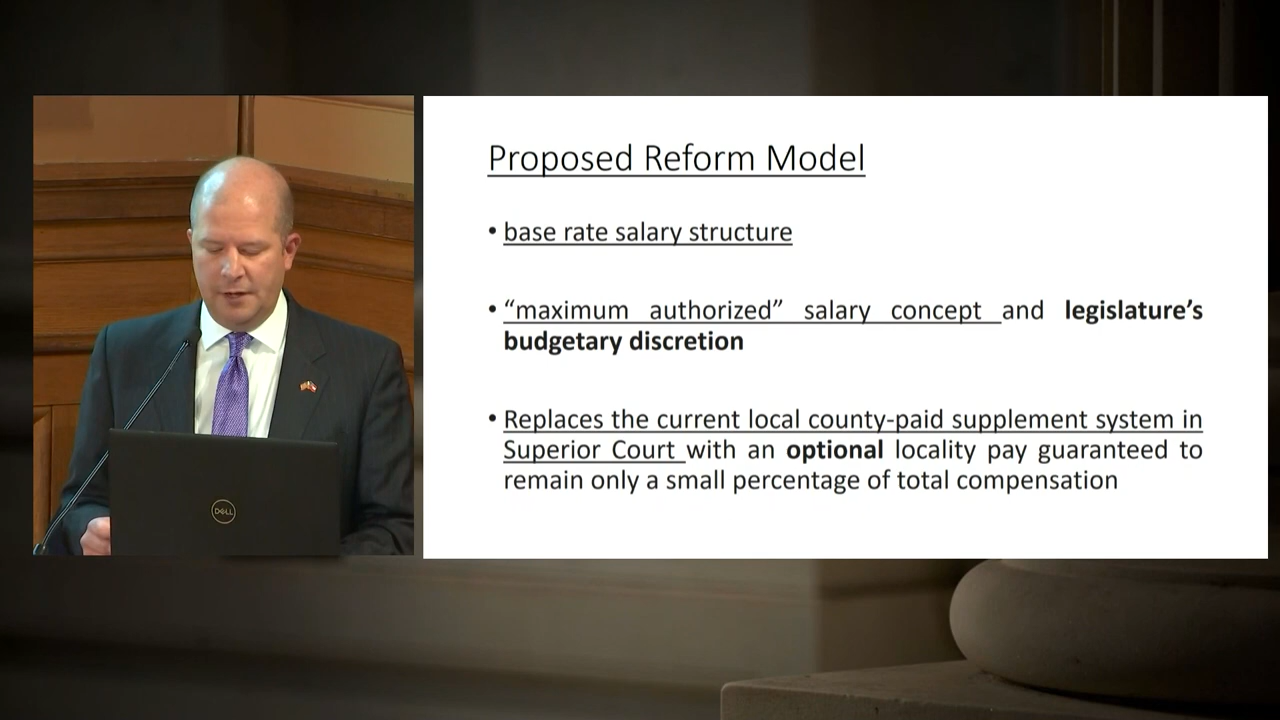 Proposed Reform Model
• base rate salary structure
• “maximum authorized” salary concept and legislature’s
budgetary discretion
• Replaces the current local county-paid supplement system in
Superior Court with an optional locality pay guaranteed to
remain only a small percentage of total compensation
DELL